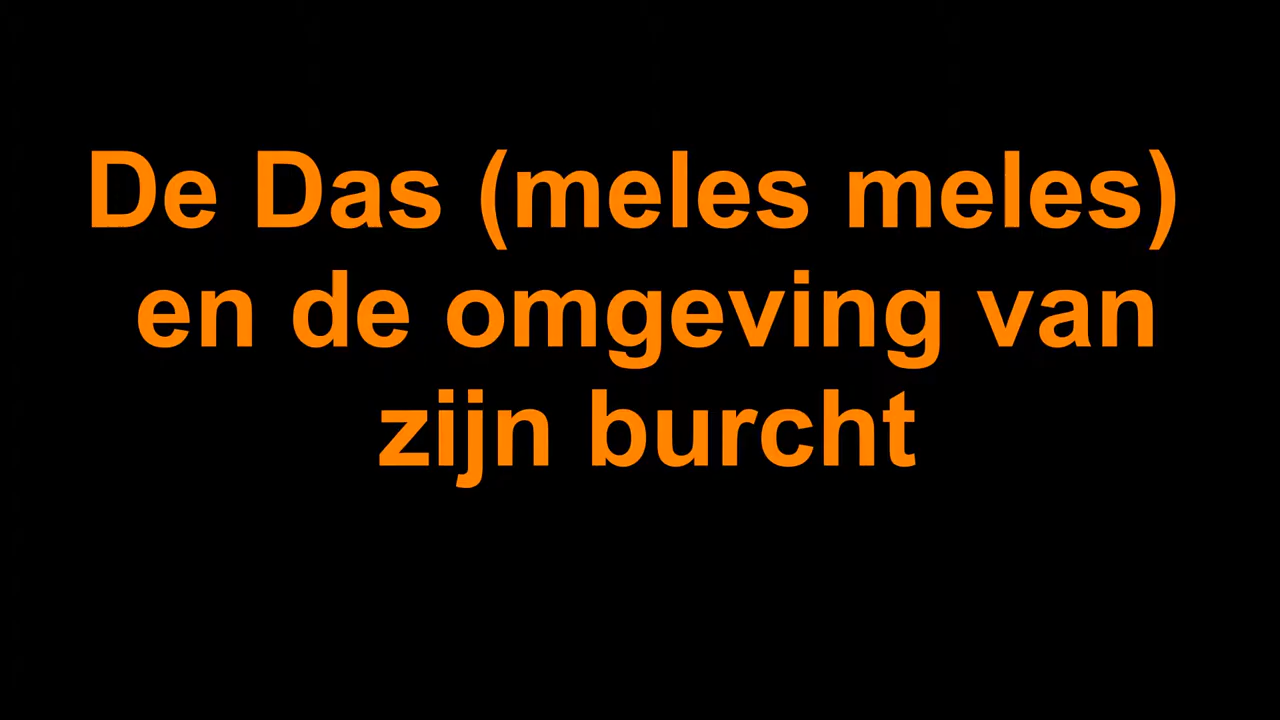 De Das (meles meles)
en de omgeving van
zijn burcht